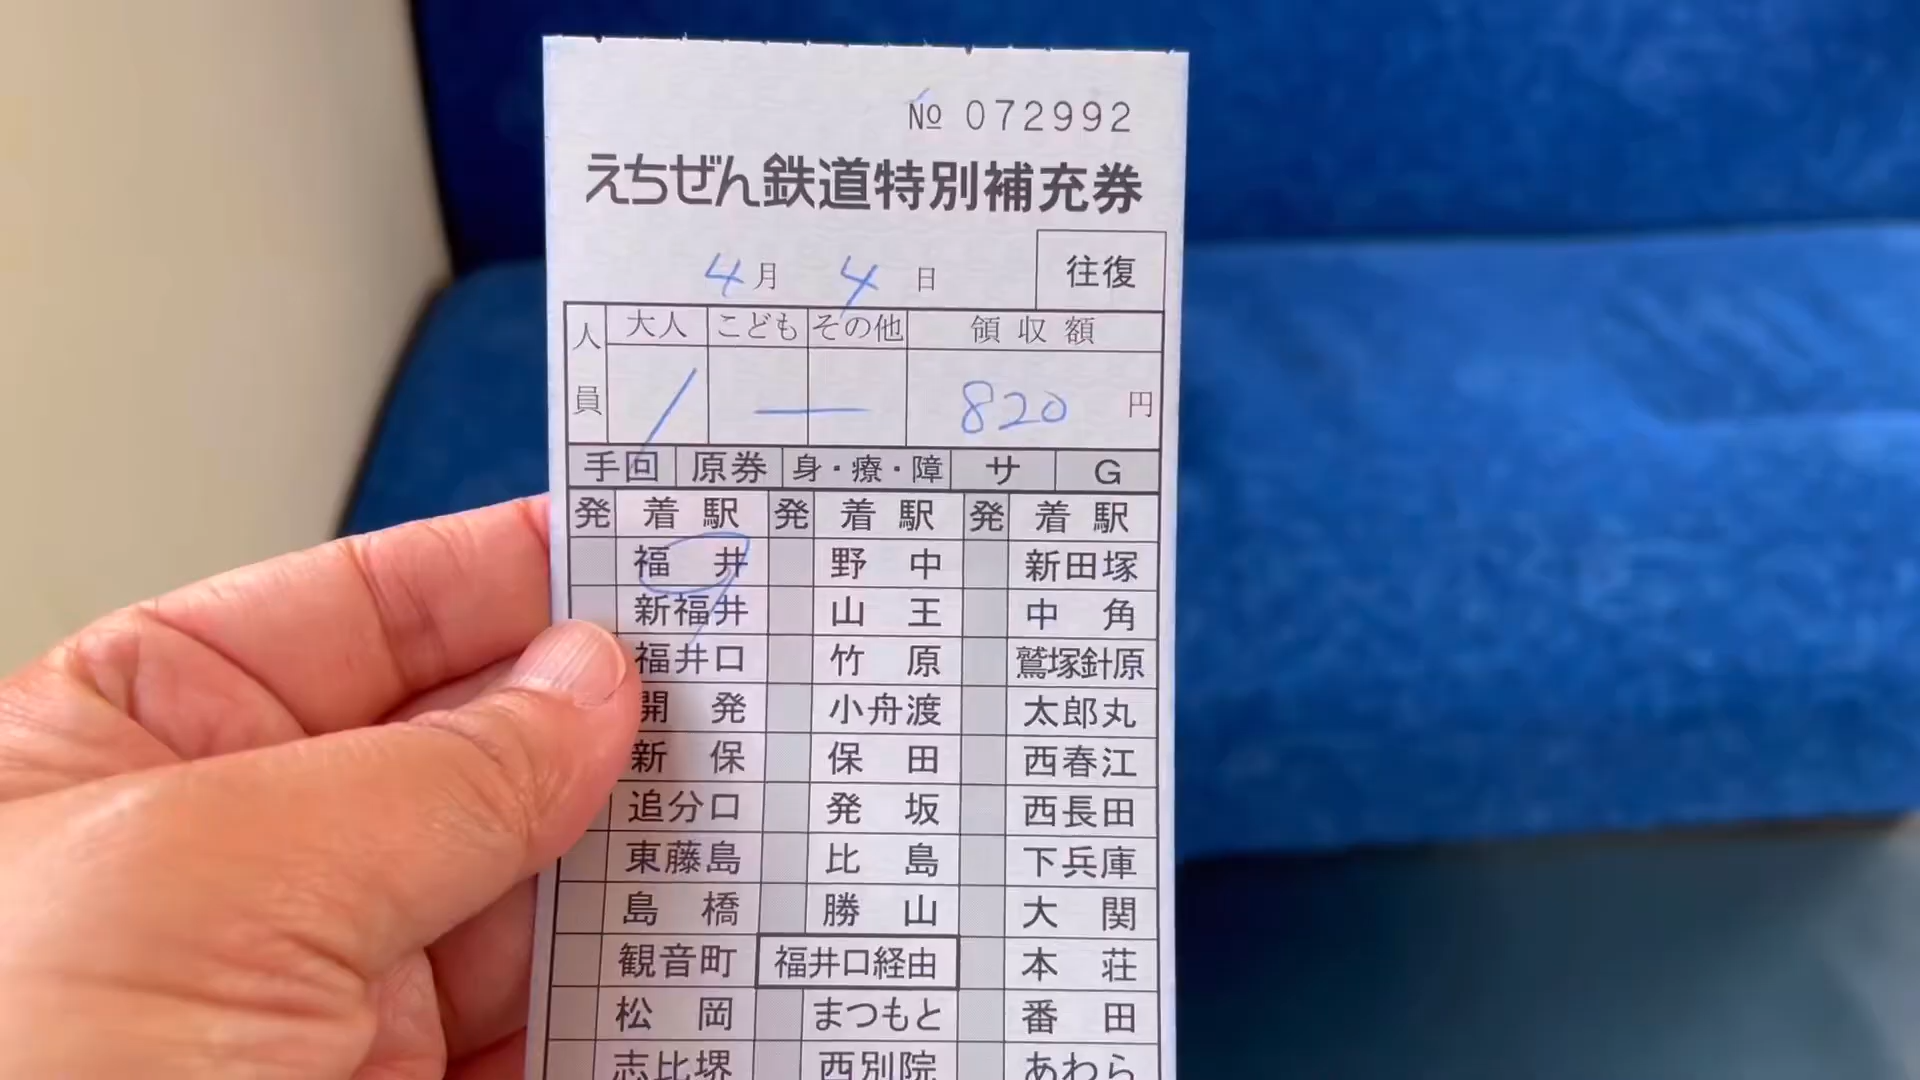 № 072992
えちぜん鉄道特別補充券
4月 4日 往復
人員 大人 こども その他 領収額
1 — 820 円
手回 原券 身・療・障 サ G
発 着駅 発 着駅 発 着駅
福井 野中 新田塚
新福井 山王 中角
福井口 竹原 鷲塚針原
開発 小舟渡 太郎丸
新保 保田 西春江
追分口 発坂 西長田
東藤島 比島 下兵庫
島橋 勝山 大関
観音町 福井口経由 本荘
松岡 まつもと 番田
志比堺 西別院 あわら